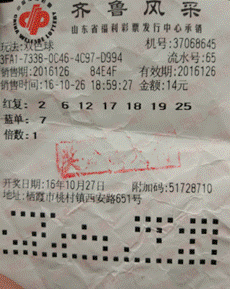 齐鲁风采
山东省福利彩票发行中心承销
玩法:双色球 机号:37068645
3FA1-733B-0C46-4C97-D994 流水号:65
销售期:2016126 84E4F 有效期:2016126
销售时间:16-10-26 18:59:27 金额:14元
红复: 2 6 12 17 18 19 25
蓝单: 7
倍数:1
开奖日:16年10月27日 附加码:51728710
地址:栖霞市桃村镇西安路651号